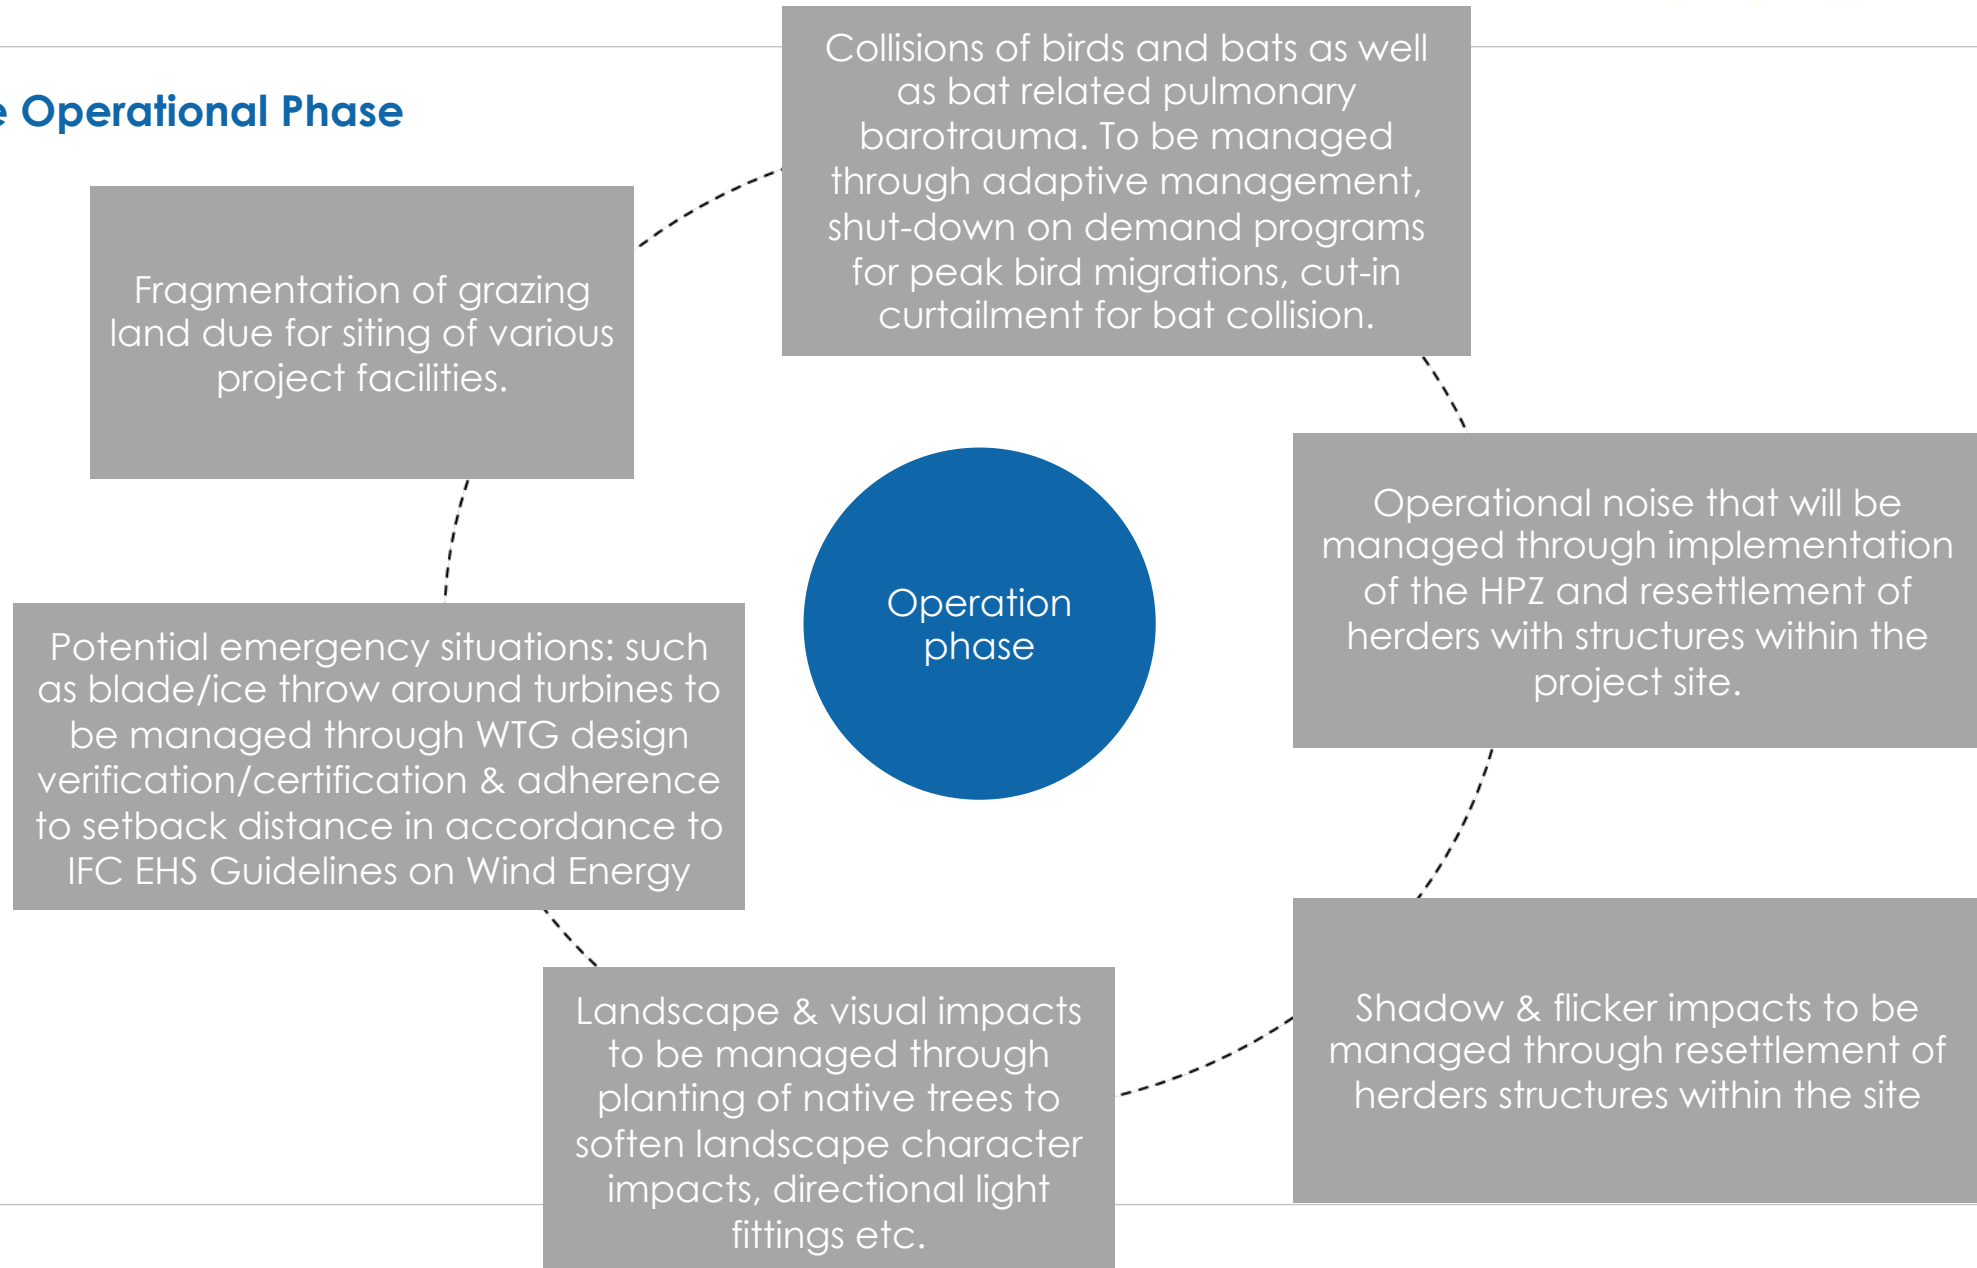 e Operational Phase
Collisions of birds and bats as well
as bat related pulmonary
barotrauma. To be managed
through adaptive management,
shut-down on demand programs
for peak bird migrations, cut-in
curtailment for bat collision.
Fragmentation of grazing
land due for siting of various
project facilities.
Operation
phase
Operational noise that will be
managed through implementation
of the HPZ and resettlement of
herders with structures within the
project site.
Potential emergency situations: such
as blade/ice throw around turbines to
be managed through WTG design
verification/certification & adherence
to setback distance in accordance to
IFC EHS Guidelines on Wind Energy
Landscape & visual impacts
to be managed through
planting of native trees to
soften landscape character
impacts, directional light
fittings etc.
Shadow & flicker impacts to be
managed through resettlement of
herders structures within the site